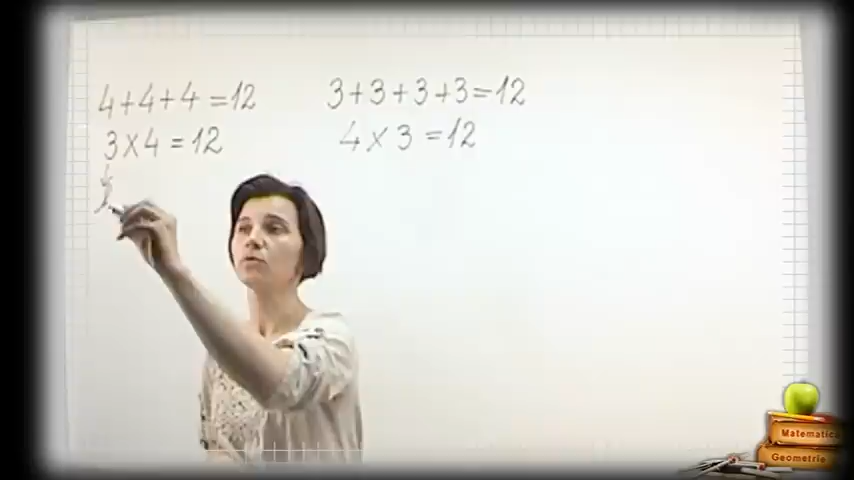 4+4+4=12
3+3+3+3=12
3×4=12
4×3=12
Matematica
Geometrie